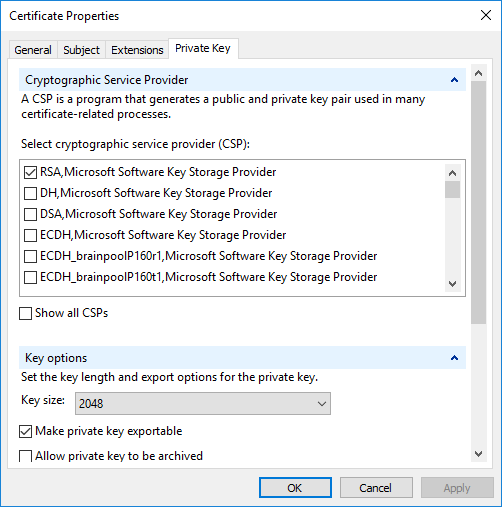 Certificate Properties
General
Subject
Extensions
Private Key
Cryptographic Service Provider
A CSP is a program that generates a public and private key pair used in many
certificate-related processes.
Select cryptographic service provider (CSP):
RSA,Microsoft Software Key Storage Provider
DH,Microsoft Software Key Storage Provider
DSA,Microsoft Software Key Storage Provider
ECDH,Microsoft Software Key Storage Provider
ECDH_brainpoolP160r1,Microsoft Software Key Storage Provider
ECDH_brainpoolP160t1,Microsoft Software Key Storage Provider
Show all CSPs
Key options
Set the key length and export options for the private key.
Key size: 2048
Make private key exportable
Allow private key to be archived
OK
Cancel
Apply